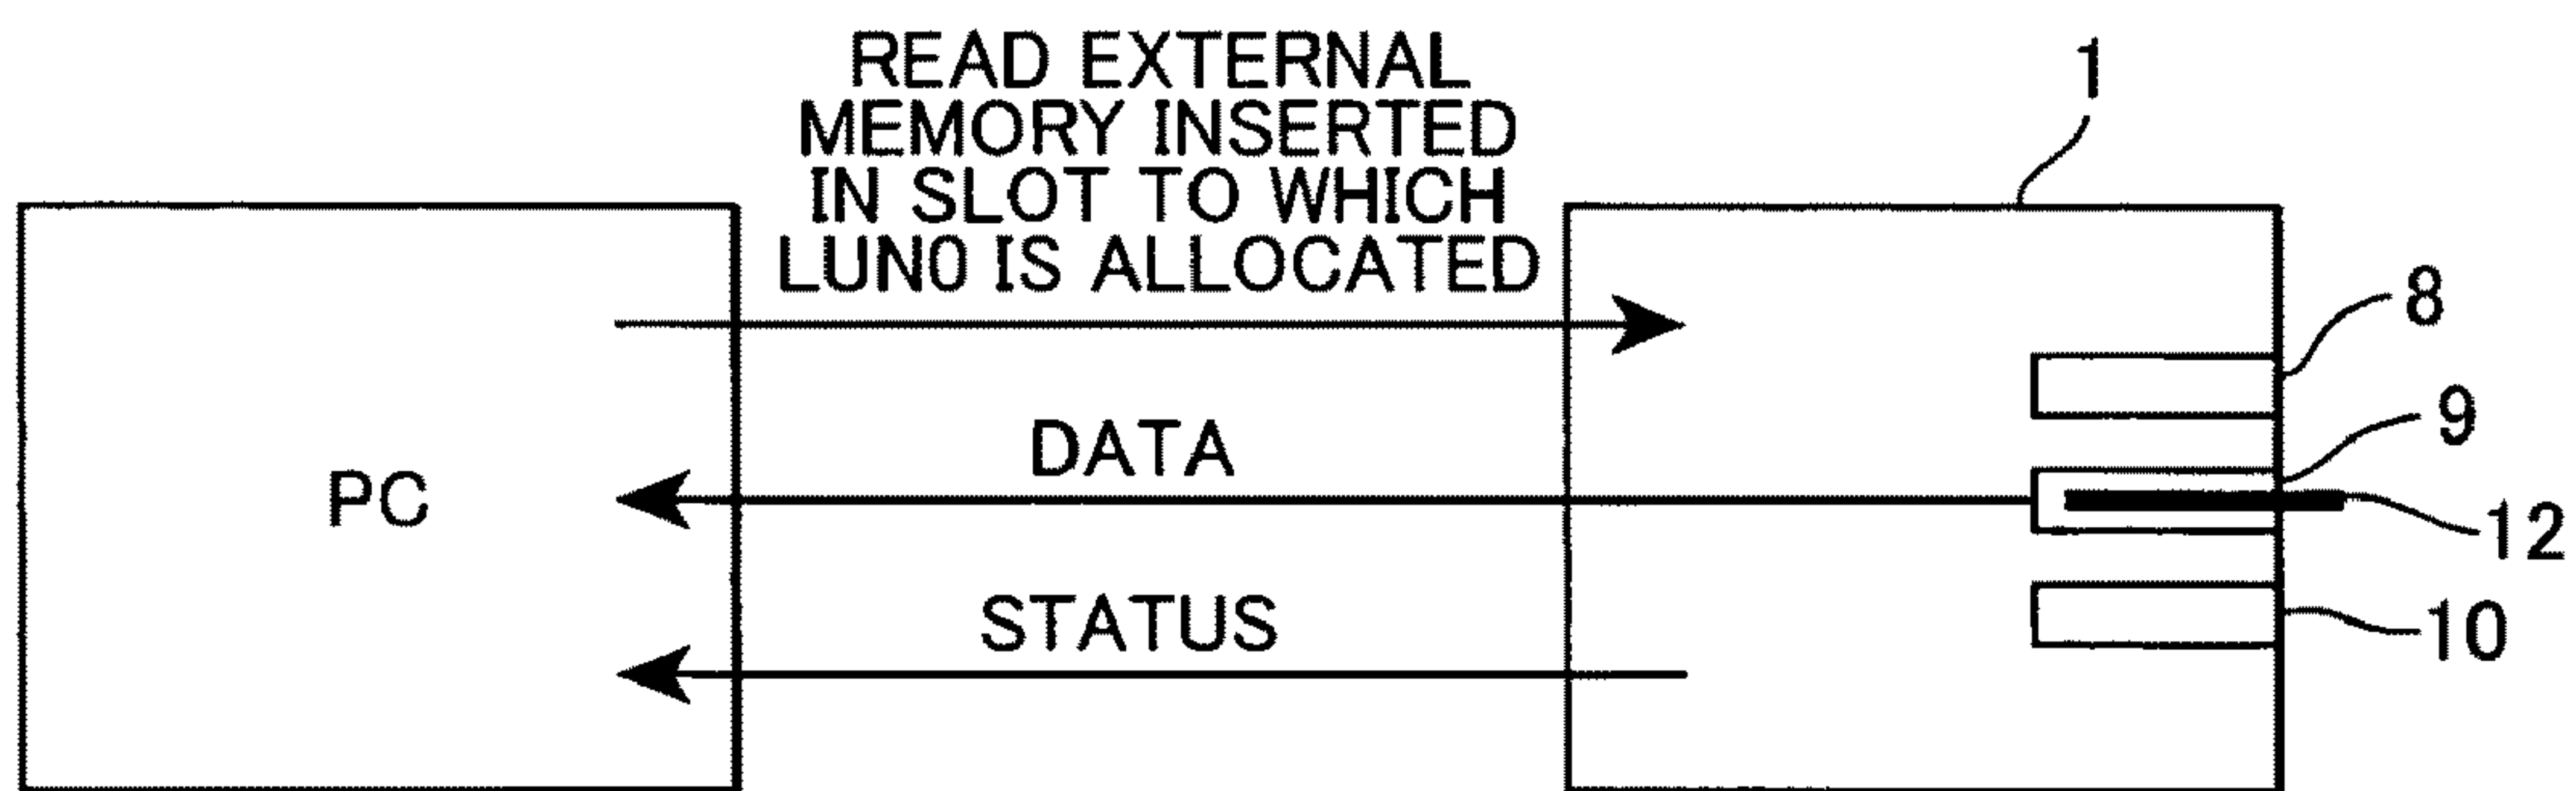 READ EXTERNAL
MEMORY INSERTED
IN SLOT TO WHICH
LUN0 IS ALLOCATED
1
8
DATA
9
PC
12
STATUS
10